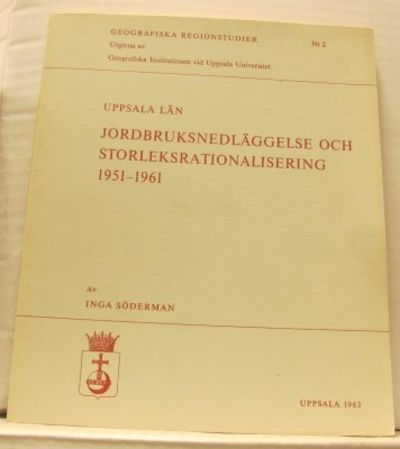 GEOGRAFISKA REGIONSTUDIER Nr 2
Utgivna av
Geografiska Institutionen vid Uppsala Universitet
UPPSALA LÄN
JORDBRUKSNEDLÄGGELSE OCH
STORLEKSRATIONALISERING
1951-1961
Av
INGA SÖDERMAN
UPPSALA 1963